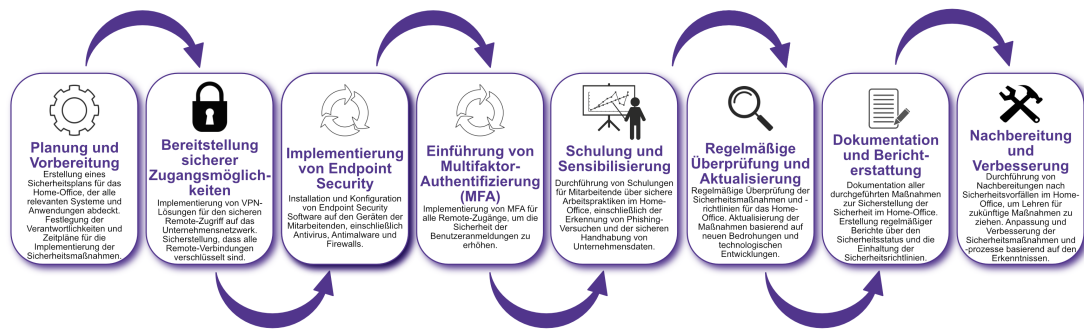 Planung und
Vorbereitung
Erstellung eines
Sicherheitsplans für das
Home-Office, der alle
relevanten Systeme und
Anwendungen abdeckt.
Festlegung der
Verantwortlichkeiten und
Zeitpläne für die
Implementierung der
Sicherheitsmaßnahmen.
Bereitstellung
sicherer
Zugangsmöglich-
keiten
Implementierung von VPN-
Lösungen für den sicheren
Remote-Zugriff auf das
Unternehmensnetzwerk.
Sicherstellung, dass alle
Remote-Verbindungen
verschlüsselt sind.
Implementierung
von Endpoint
Security
Installation und Konfiguration
von Endpoint Security
Software auf den Geräten der
Mitarbeitenden, einschließlich
Antivirus, Antimalware und
Firewalls.
Einführung von
Multifaktor-
Authentifizierung
(MFA)
Implementierung von MFA für
alle Remote-Zugänge, um die
Sicherheit der
Benutzeranmeldungen zu
erhöhen.
Schulung und
Sensibilisierung
Durchführung von Schulungen
für Mitarbeitende über sichere
Arbeitspraktiken im Home-
Office, einschließlich der
Erkennung von Phishing-
Versuchen und der sicheren
Handhabung von
Unternehmensdaten.
Regelmäßige
Überprüfung und
Aktualisierung
Regelmäßige Überprüfung der
Sicherheitsmaßnahmen und -
richtlinien für das Home-
Office. Aktualisierung der
Maßnahmen basierend auf
neuen Bedrohungen und
technologischen
Entwicklungen.
Dokumentation
und Bericht-
erstattung
Dokumentation aller
durchgeführten Maßnahmen
zur Sicherstellung der
Sicherheit im Home-Office.
Erstellung regelmäßiger
Berichte über den
Sicherheitsstatus und die
Einhaltung der
Sicherheitsrichtlinien.
Nachbereitung
und
Verbesserung
Durchführung von
Nachbereitungen nach
Sicherheitsvorfällen im Home-
Office, um Lehren für
zukünftige Maßnahmen zu
ziehen. Anpassung und
Verbesserung der
Sicherheitsmaßnahmen und
-prozesse basierend auf den
Erkenntnissen.